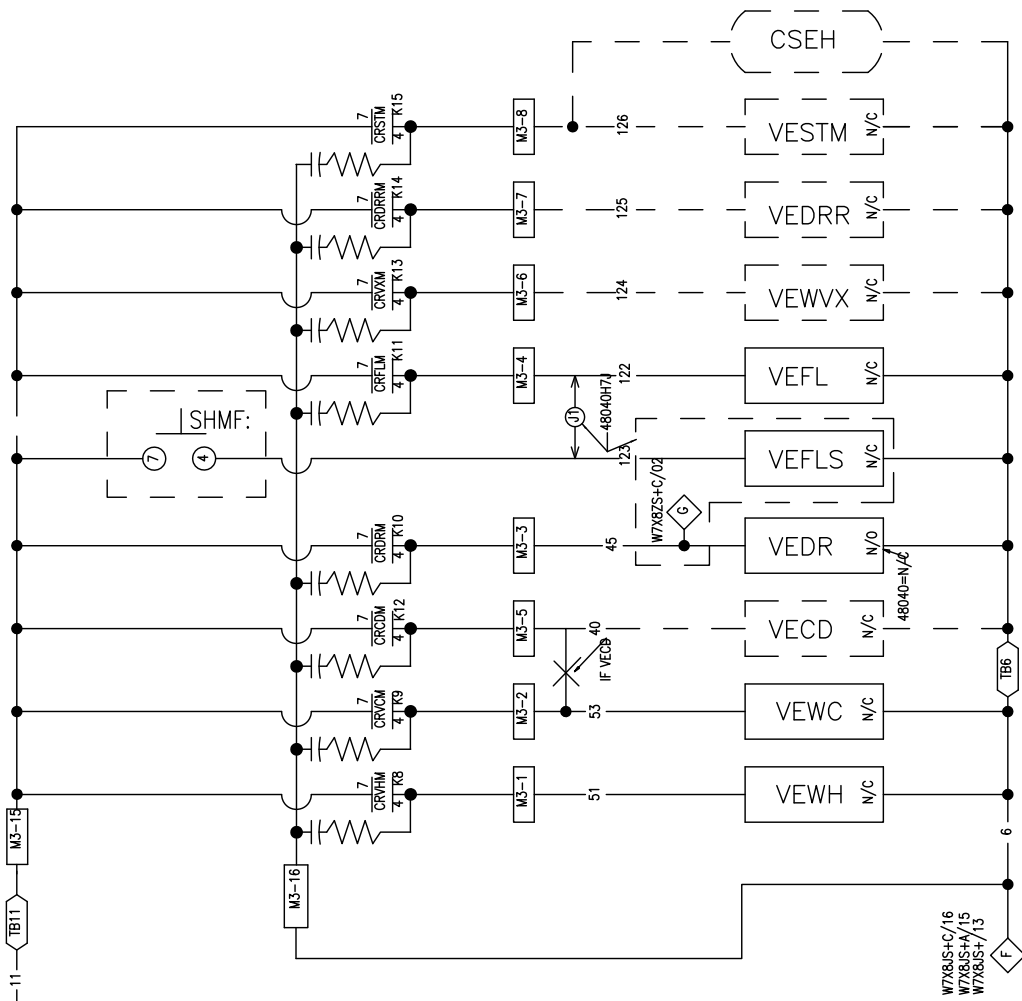 CSEH
7
CRSTM
4
K15
M3-8
126
VESTM
N/C
7
CRDRRM
4
K14
M3-7
125
VEDRR
N/C
7
CRVXM
4
K13
M3-6
124
VEWVX
N/C
7
CRFLM
4
K11
M3-4
122
VEFL
N/C
J1
48040H7J
SHMF:
7
4
123
VEFLS
N/C
W7X8ZS+C/02
G
7
CRDRM
4
K10
M3-3
45
VEDR
N/O
48040=N/C
7
CRCDM
4
K12
M3-5
40
VECD
N/C
IF VECD
TB6
7
CRVCM
4
K9
M3-2
53
VEWC
N/C
7
CRVHM
4
K8
M3-1
51
VEWH
N/C
M3-15
6
M3-16
TB11
11
W7X8JS+C/16
W7X8JS+A/15
W7X8JS+/13
F